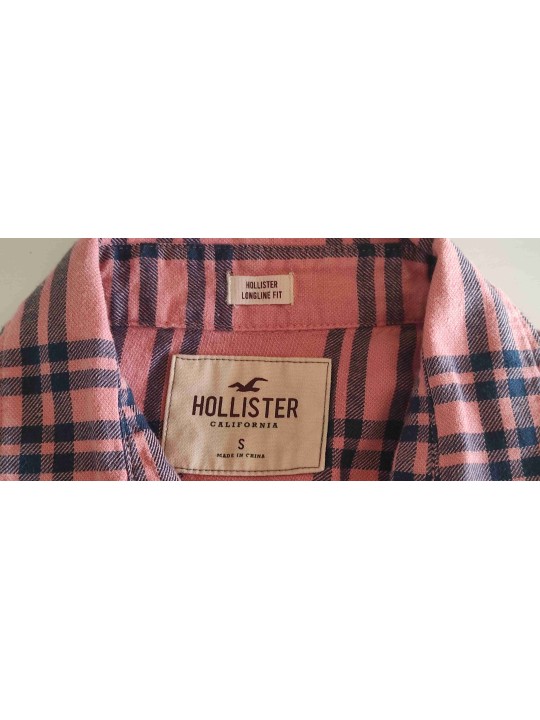 HOLLISTER
LONGLINE FIT
HOLLISTER
CALIFORNIA
S
MADE IN CHINA